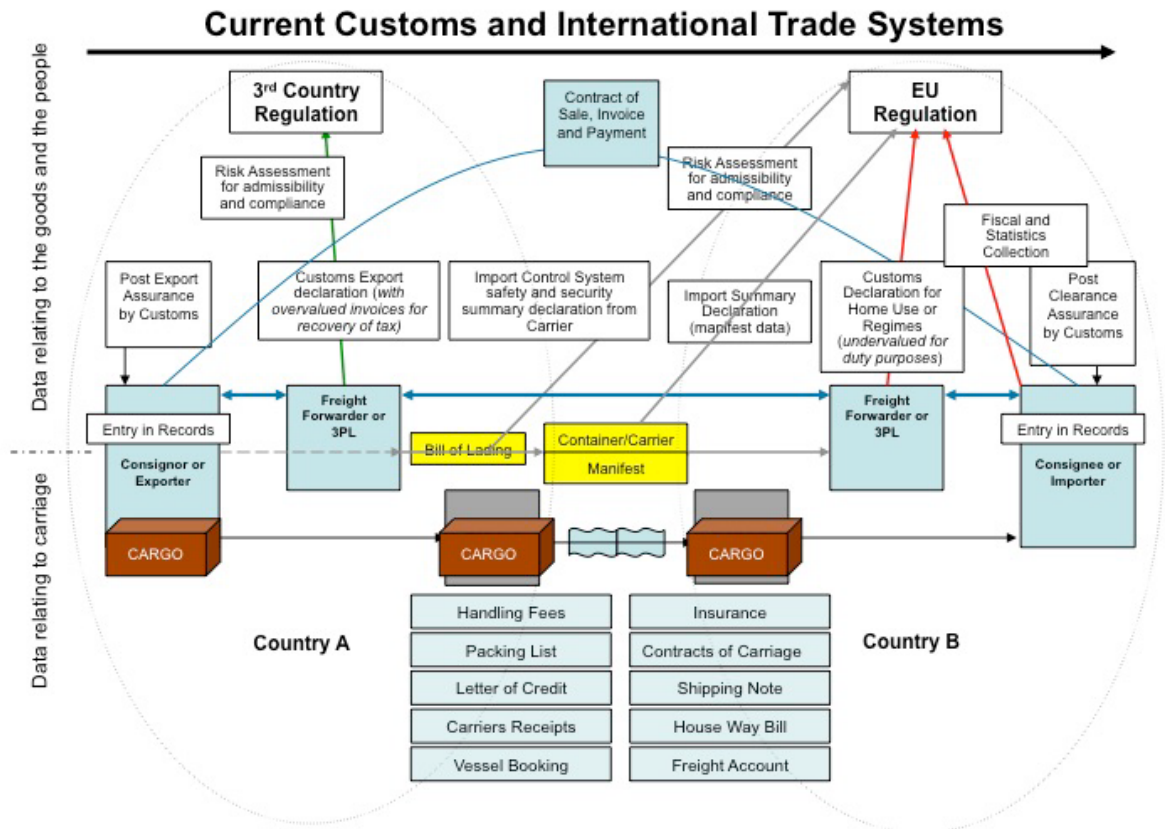 Current Customs and International Trade Systems
Data relating to the goods and the people
3rd Country
Regulation
Contract of
Sale, Invoice
and Payment
EU
Regulation
Risk Assessment
for admissibility
and compliance
Risk Assessment
for admissibility
and compliance
Fiscal and
Statistics
Collection
Post Export
Assurance
by Customs
Customs Export
declaration (with
overvalued invoices for
recovery of tax)
Import Control System
safety and security
summary declaration from
Carrier
Import Summary
Declaration
(manifest data)
Customs
Declaration for
Home Use or
Regimes
(undervalued for
duty purposes)
Post
Clearance
Assurance
by Customs
Entry in Records
Consignor or
Exporter
Freight
Forwarder or
3PL
Bill of Lading
Container/Carrier
Manifest
Freight
Forwarder or
3PL
Entry in Records
Consignee or
Importer
Data relating to carriage
CARGO
CARGO
CARGO
Country A
Country B
Handling Fees
Insurance
Packing List
Contracts of Carriage
Letter of Credit
Shipping Note
Carriers Receipts
House Way Bill
Vessel Booking
Freight Account